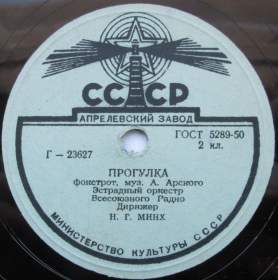 СССР
АПРЕЛЕВСКИЙ ЗАВОД
ГОСТ 5289-50
Г — 23627
2 кл.
ПРОГУЛКА
фокстрот, муз. А. Арского
Эстрадный оркестр
Всесоюзного Радио
Дирижер
Н. Г. МИНХ
МИНИСТЕРСТВО КУЛЬТУРЫ СССР